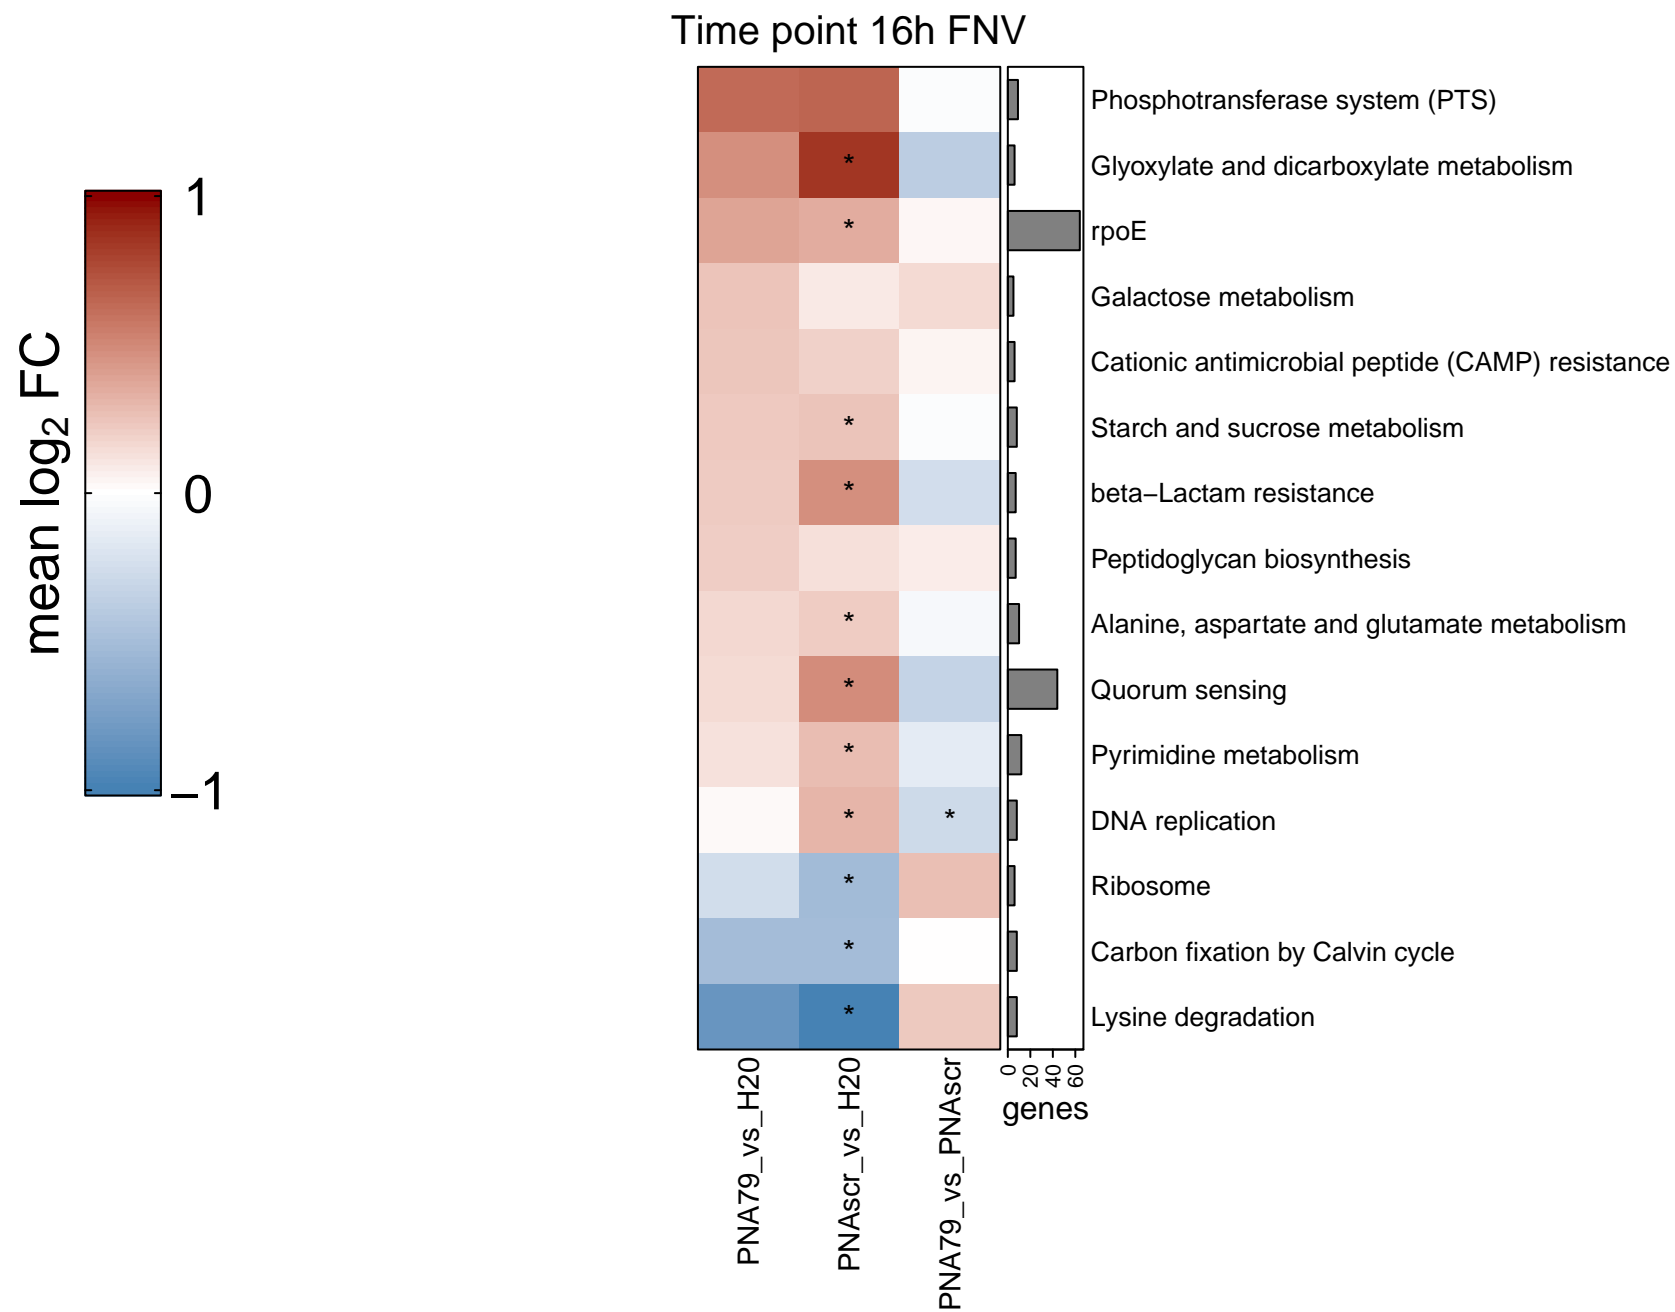 Time point 16h FNV
mean log2 FC
1
0
−1
*
*
*
*
*
*
*
* *
*
*
*
Phosphotransferase system (PTS)
Glyoxylate and dicarboxylate metabolism
rpoE
Galactose metabolism
Cationic antimicrobial peptide (CAMP) resistance
Starch and sucrose metabolism
beta−Lactam resistance
Peptidoglycan biosynthesis
Alanine, aspartate and glutamate metabolism
Quorum sensing
Pyrimidine metabolism
DNA replication
Ribosome
Carbon fixation by Calvin cycle
Lysine degradation
PNA79_vs_H20
PNAscr_vs_H20
PNA79_vs_PNAscr
0
20
40
60
genes